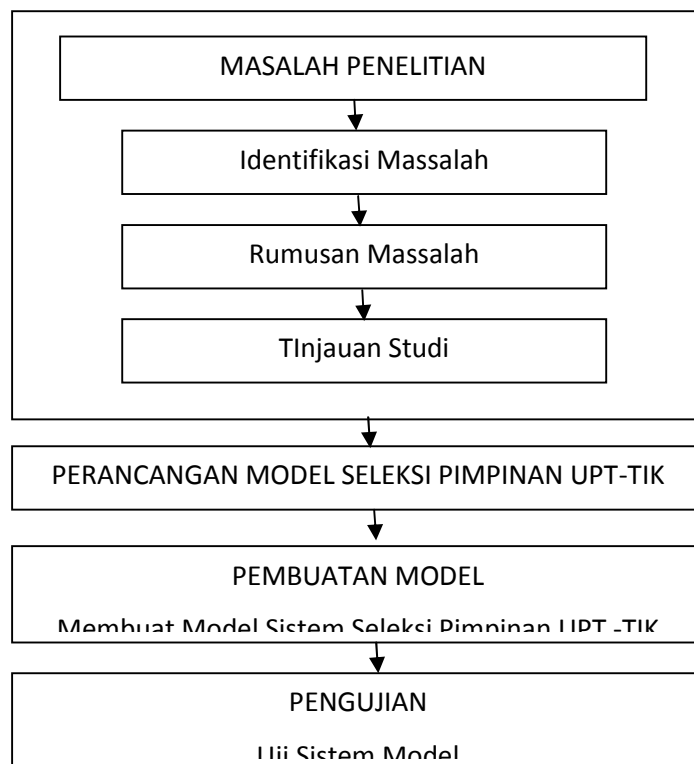 MASALAH PENELITIAN
Identifikasi Massalah
Rumusan Massalah
TInjauan Studi
PERANCANGAN MODEL SELEKSI PIMPINAN UPT-TIK
PEMBUATAN MODEL
Membuat Model Sistem Seleksi Pimpinan UPT -TIK
PENGUJIAN
Uji Sistem Model